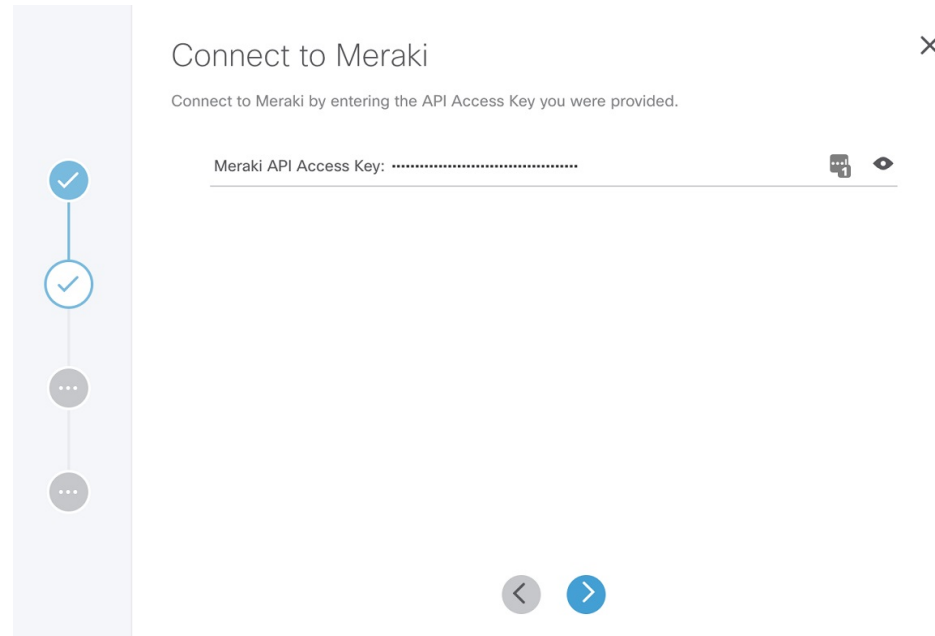 Connect to Meraki
Connect to Meraki by entering the API Access Key you were provided.
Meraki API Access Key: ••••••••••••••••••••••••••••••••••••••••
1